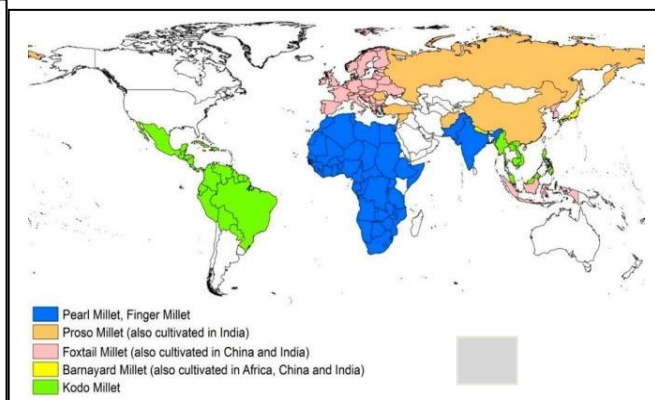 Pearl Millet, Finger Millet
Proso Millet (also cultivated in India)
Foxtail Millet (also cultivated in China and India)
Barnayard Millet (also cultivated in Africa, China and India)
Kodo Millet